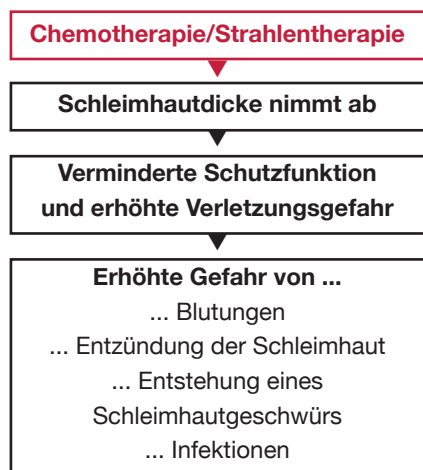 Chemotherapie/Strahlentherapie
Schleimhautdicke nimmt ab
Verminderte Schutzfunktion
und erhöhte Verletzungsgefahr
Erhöhte Gefahr von ...
... Blutungen
... Entzündung der Schleimhaut
... Entstehung eines
Schleimhautgeschwürs
... Infektionen